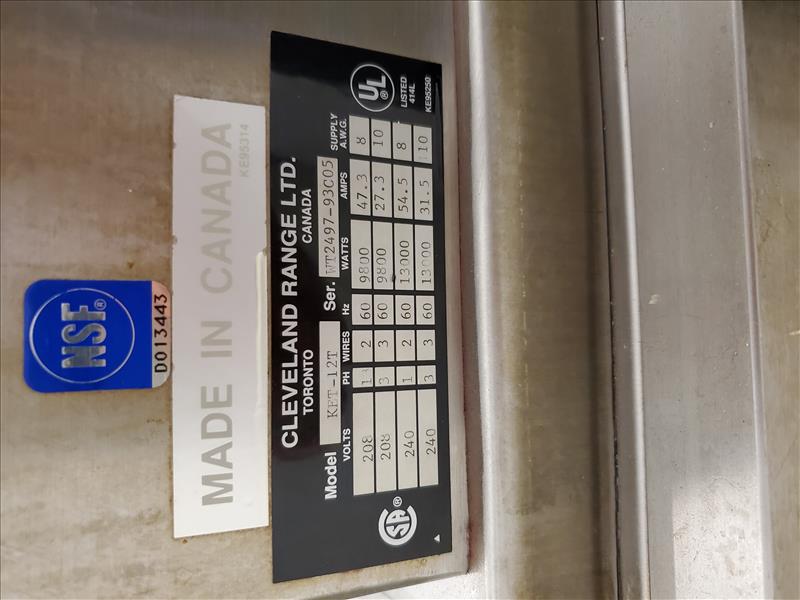 NSF®
D013443
MADE IN CANADA
KE95314
CLEVELAND RANGE LTD.
TORONTO CANADA
Model KET-12T Ser. WT2497-93C05
VOLTS PH WIRES Hz WATTS AMPS SUPPLY A.W.G.
208 1 2 60 9800 47.3 8
208 3 3 60 9800 27.3 10
240 1 2 60 13000 54.5 8
240 3 3 60 13000 31.5 10
CSA®
UL®
LISTED
414L
KE95250